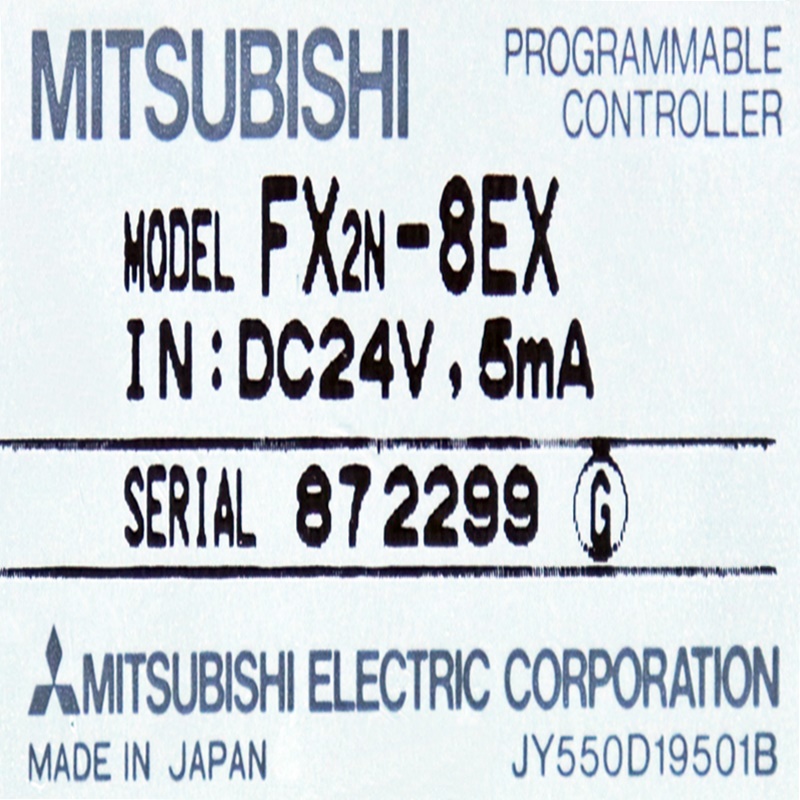 MITSUBISHI PROGRAMMABLE CONTROLLER
MODEL FX2N-8EX
IN:DC24V, 5mA
SERIAL 872299 G
MITSUBISHI ELECTRIC CORPORATION
MADE IN JAPAN JY550D19501B